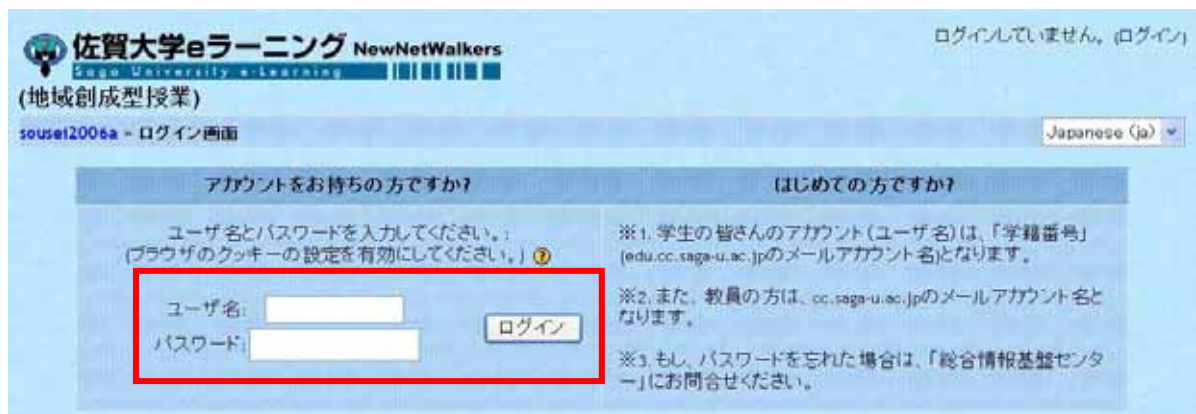 佐賀大学eラーニング NewNetWalkers
Saga University e-Learning
ログインしていません。(ログイン)
(地域創成型授業)
sousei2006a » ログイン画面
Japanese (ja)
アカウントをお持ちの方ですか?
ユーザ名とパスワードを入力してください。:
(ブラウザのクッキーの設定を有効にしてください。) ?
ユーザ名:
パスワード:
ログイン
はじめての方ですか?
※1. 学生の皆さんのアカウント(ユーザ名)は、「学籍番号」
(edu.cc.saga-u.ac.jpのメールアカウント名)となります。
※2. また、教員の方は、cc.saga-u.ac.jpのメールアカウント名と
なります。
※3. もし、パスワードを忘れた場合は、「総合情報基盤センタ
ー」にお問合せください。